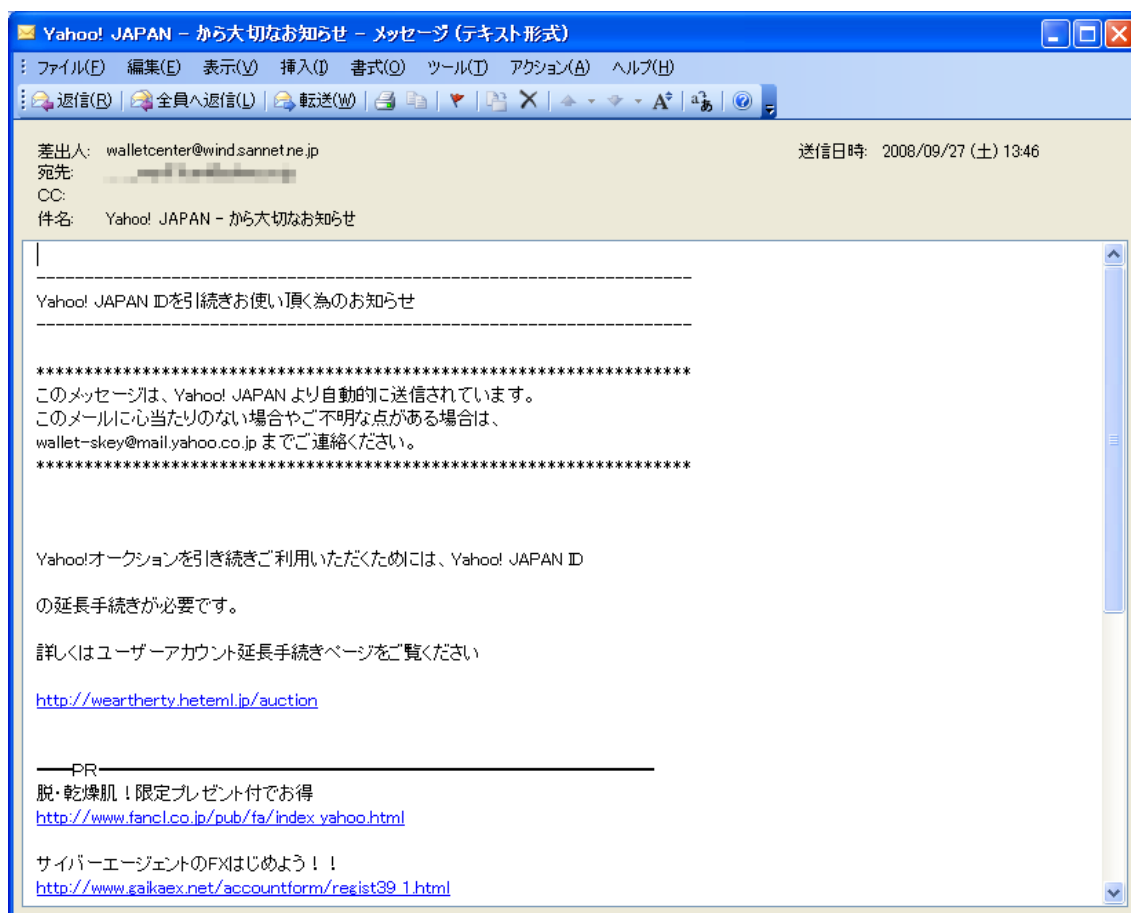 Yahoo! JAPAN - から大切なお知らせ - メッセージ (テキスト形式)
ファイル(F) 編集(E) 表示(V) 挿入(I) 書式(O) ツール(T) アクション(A) ヘルプ(H)
返信(R) 全員へ返信(L) 転送(W)
差出人: walletcenter@wind.sannet.ne.jp 送信日時: 2008/09/27 (土) 13:46
宛先:
CC:
件名: Yahoo! JAPAN - から大切なお知らせ
--------------------------------------------------------------------
Yahoo! JAPAN IDを引続きお使い頂く為のお知らせ
--------------------------------------------------------------------
********************************************************************
このメッセージは、Yahoo! JAPAN より自動的に送信されています。
このメールに心当たりのない場合やご不明な点がある場合は、
wallet-skey@mail.yahoo.co.jp までご連絡ください。
********************************************************************
Yahoo!オークションを引き続きご利用いただくためには、Yahoo! JAPAN ID
の延長手続きが必要です。
詳しくはユーザーアカウント延長手続きページをご覧ください
http://weartherty.heteml.jp/auction
━━PR━━━━━━━━━━━━━━━━━━━━━━━━━━━━━━━━
脱・乾燥肌！限定プレゼント付でお得
http://www.fancl.co.jp/pub/fa/index_yahoo.html
サイバーエージェントのFXはじめよう！！
http://www.gaikaex.net/accountform/regist39_1.html